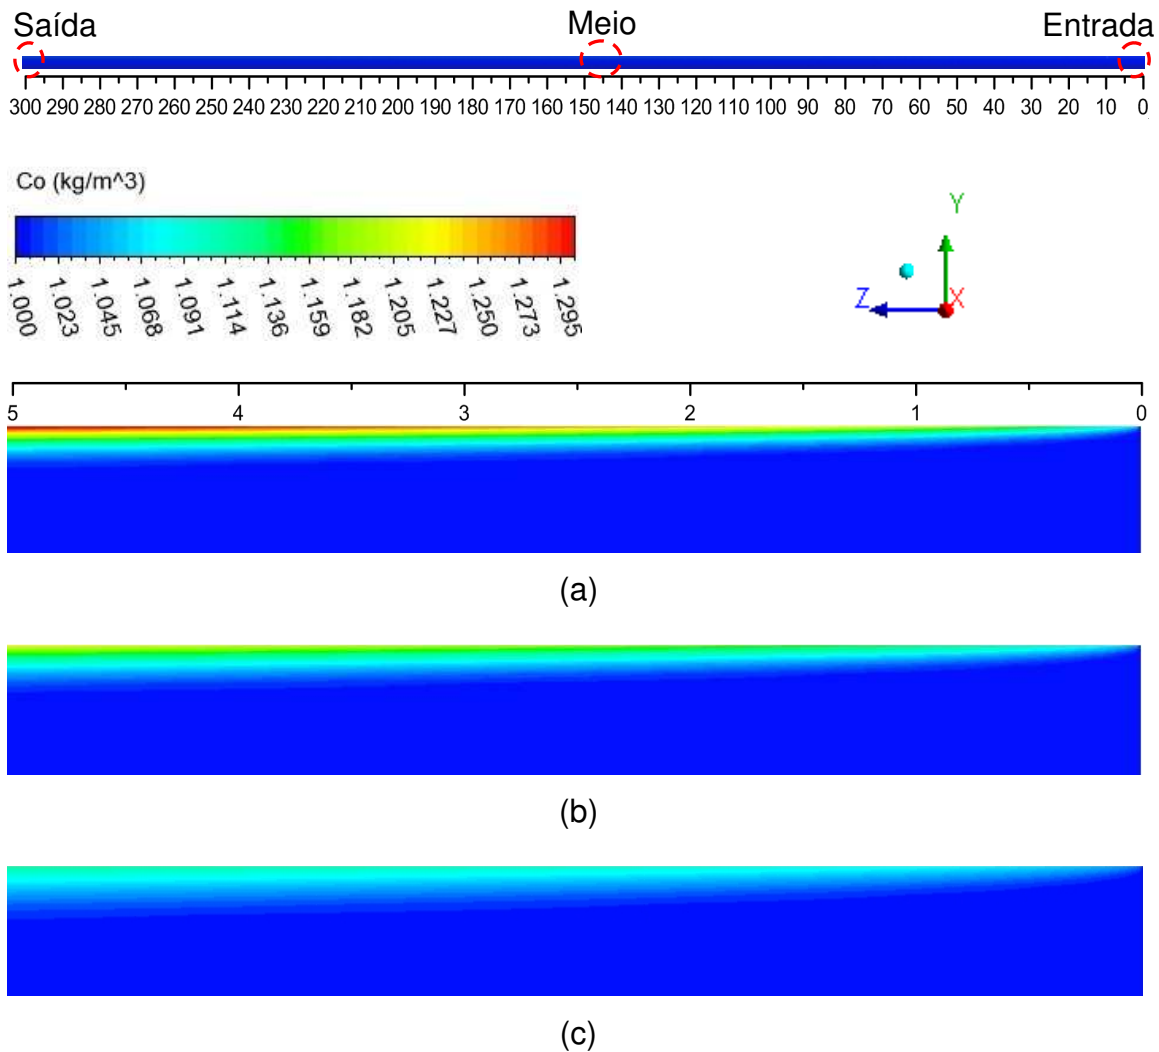 Saída Meio Entrada
300 290 280 270 260 250 240 230 220 210 200 190 180 170 160 150 140 130 120 110 100 90 80 70 60 50 40 30 20 10 0
Co (kg/m^3)
1.000 1.023 1.045 1.068 1.091 1.114 1.136 1.159 1.182 1.205 1.227 1.250 1.273 1.295
Y
Z X
5 4 3 2 1 0
(a)
(b)
(c)